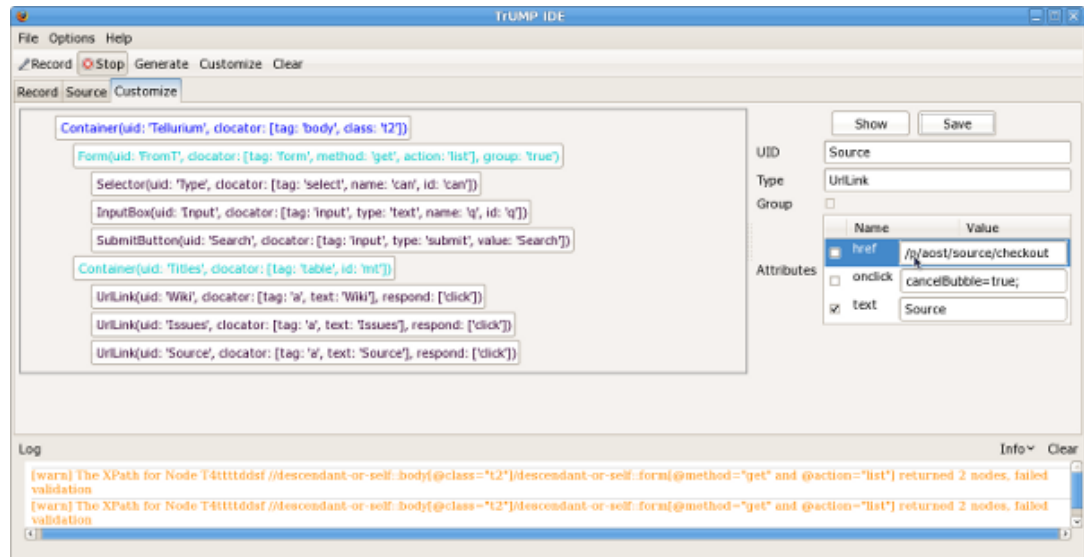 TrUMP IDE
File Options Help
Record Stop Generate Customize Clear
Record Source Customize
Container(uid: 'Tellurium', clocator: [tag: 'body', class: 't2'])
Form(uid: 'FromT', clocator: [tag: 'form', method: 'get', action: 'list'], group: 'true')
Selector(uid: 'Type', clocator: [tag: 'select', name: 'can', id: 'can'])
InputBox(uid: 'Input', clocator: [tag: 'input', type: 'text', name: 'q', id: 'q'])
SubmitButton(uid: 'Search', clocator: [tag: 'input', type: 'submit', value: 'Search'])
Container(uid: 'Titles', clocator: [tag: 'table', id: 'mt'])
UrlLink(uid: 'Wiki', clocator: [tag: 'a', text: 'Wiki'], respond: ['click'])
UrlLink(uid: 'Issues', clocator: [tag: 'a', text: 'Issues'], respond: ['click'])
UrlLink(uid: 'Source', clocator: [tag: 'a', text: 'Source'], respond: ['click'])
Show Save
UID Source
Type UrlLink
Group
Name Value
href /p/aost/source/checkout
Attributes
onclick cancelBubble=true;
text Source
Log Info Clear
[warn] The XPath for Node T4ttttddsf //descendant-or-self::body[@class="t2"]/descendant-or-self::form[@method="get" and @action="list"] returned 2 nodes, failed
validation
[warn] The XPath for Node T4ttttddsf //descendant-or-self::body[@class="t2"]/descendant-or-self::form[@method="get" and @action="list"] returned 2 nodes, failed
validation